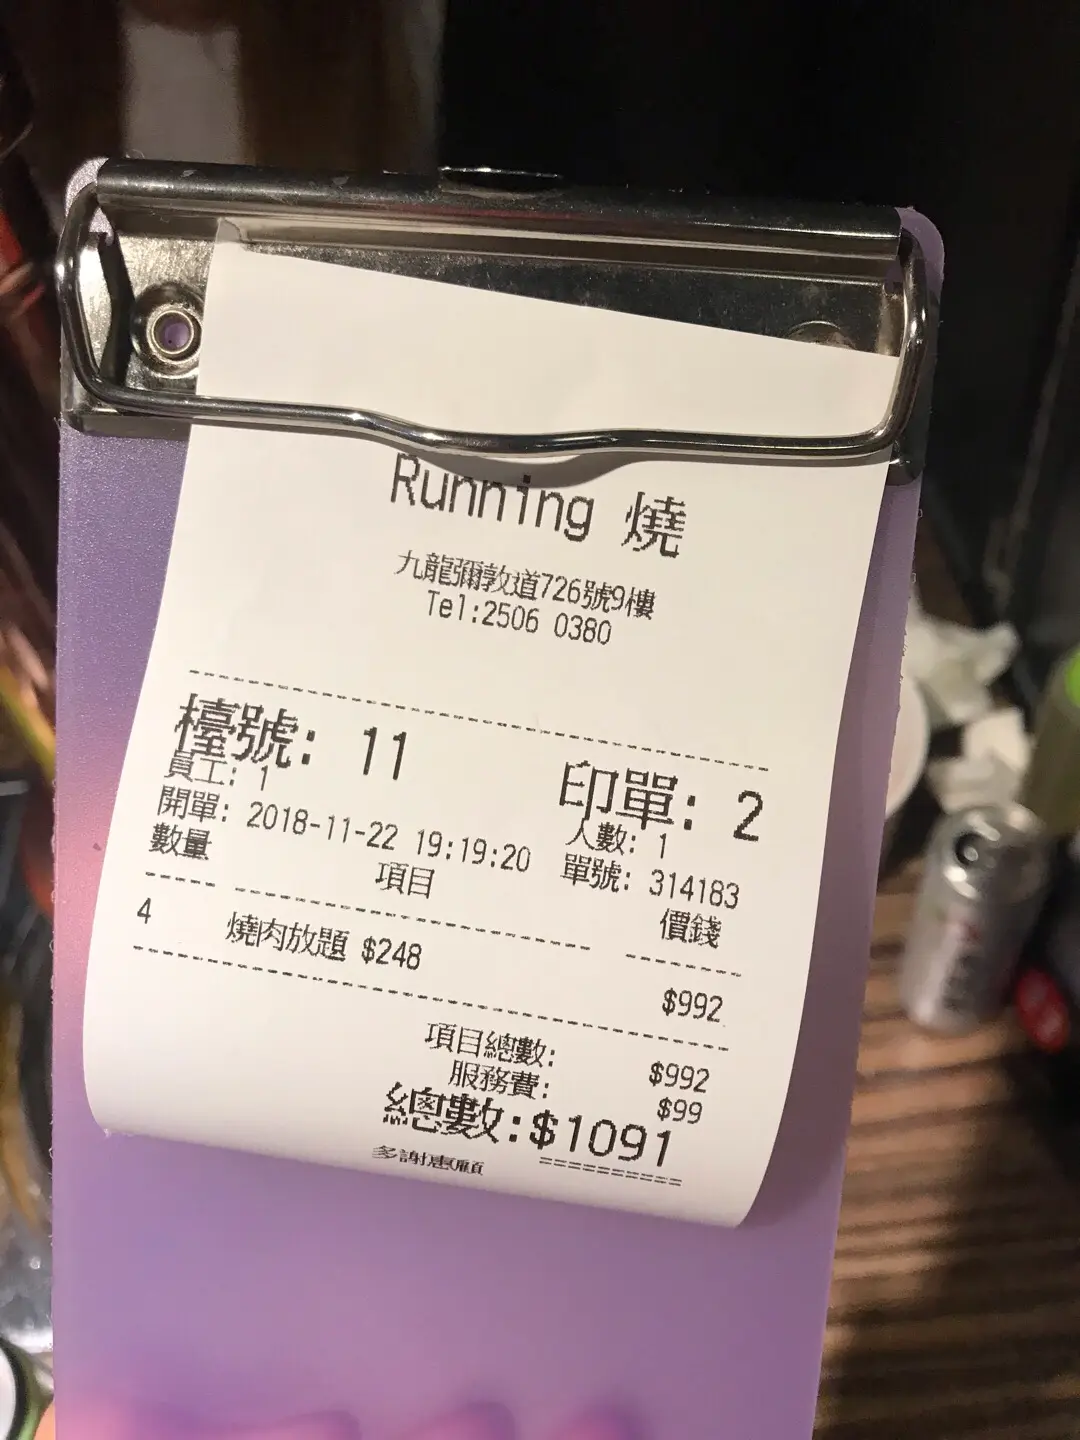 Running 燒
九龍彌敦道726號9樓
Tel:2506 0380
檯號: 11 印單: 2
員工: 1 人數: 1
開單: 2018-11-22 19:19:20 單號: 314183
數量 項目 價錢
4 燒肉放題 $248 $992
項目總數: $992
服務費: $99
總數:$1091
多謝惠顧